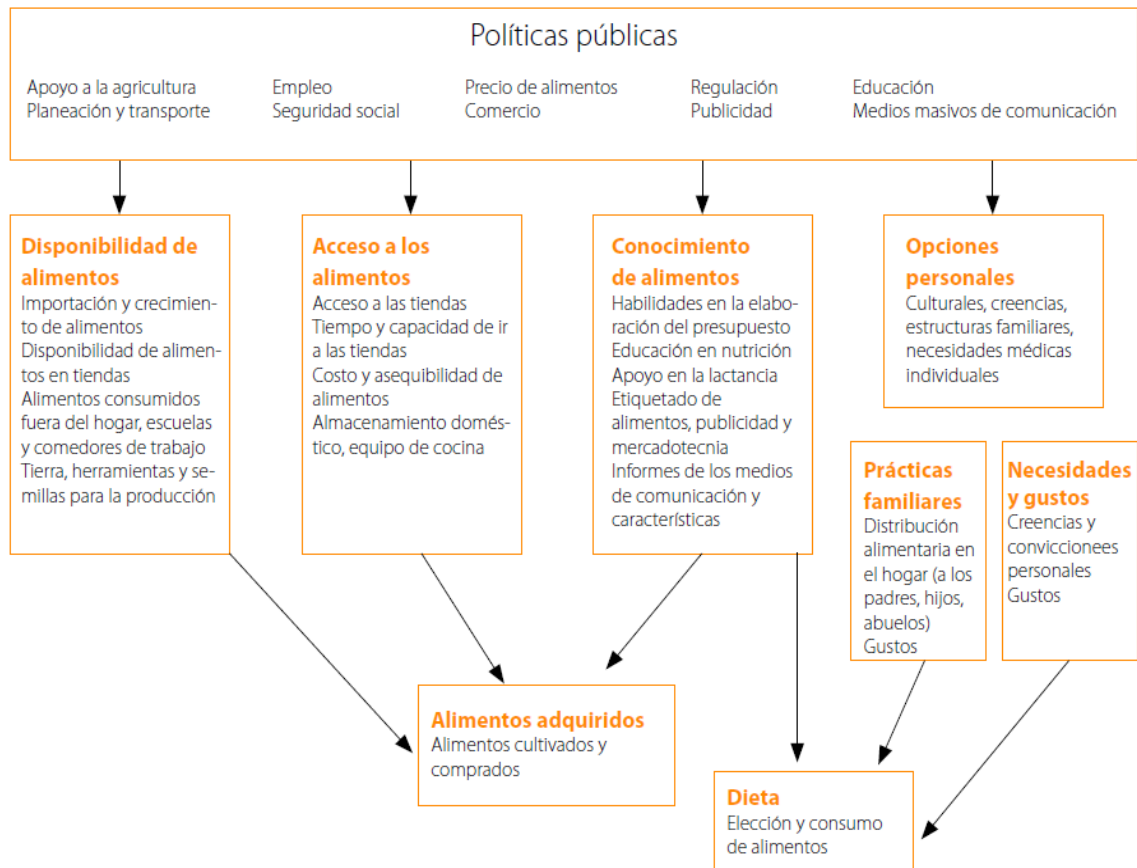 Políticas públicas
Apoyo a la agricultura
Planeación y transporte
Empleo
Seguridad social
Precio de alimentos
Comercio
Regulación
Publicidad
Educación
Medios masivos de comunicación
Disponibilidad de
alimentos
Importación y crecimien-
to de alimentos
Disponibilidad de alimen-
tos en tiendas
Alimentos consumidos
fuera del hogar, escuelas
y comedores de trabajo
Tierra, herramientas y se-
millas para la producción
Acceso a los
alimentos
Acceso a las tiendas
Tiempo y capacidad de ir
a las tiendas
Costo y asequibilidad de
alimentos
Almacenamiento domés-
tico, equipo de cocina
Conocimiento
de alimentos
Habilidades en la elabo-
ración del presupuesto
Educación en nutrición
Apoyo en la lactancia
Etiquetado de
alimentos, publicidad y
mercadotecnia
Informes de los medios
de comunicación y
características
Opciones
personales
Culturales, creencias,
estructuras familiares,
necesidades médicas
individuales
Prácticas
familiares
Distribución
alimentaria en
el hogar (a los
padres, hijos,
abuelos)
Gustos
Necesidades
y gustos
Creencias y
conviccionees
personales
Gustos
Alimentos adquiridos
Alimentos cultivados y
comprados
Dieta
Elección y consumo
de alimentos